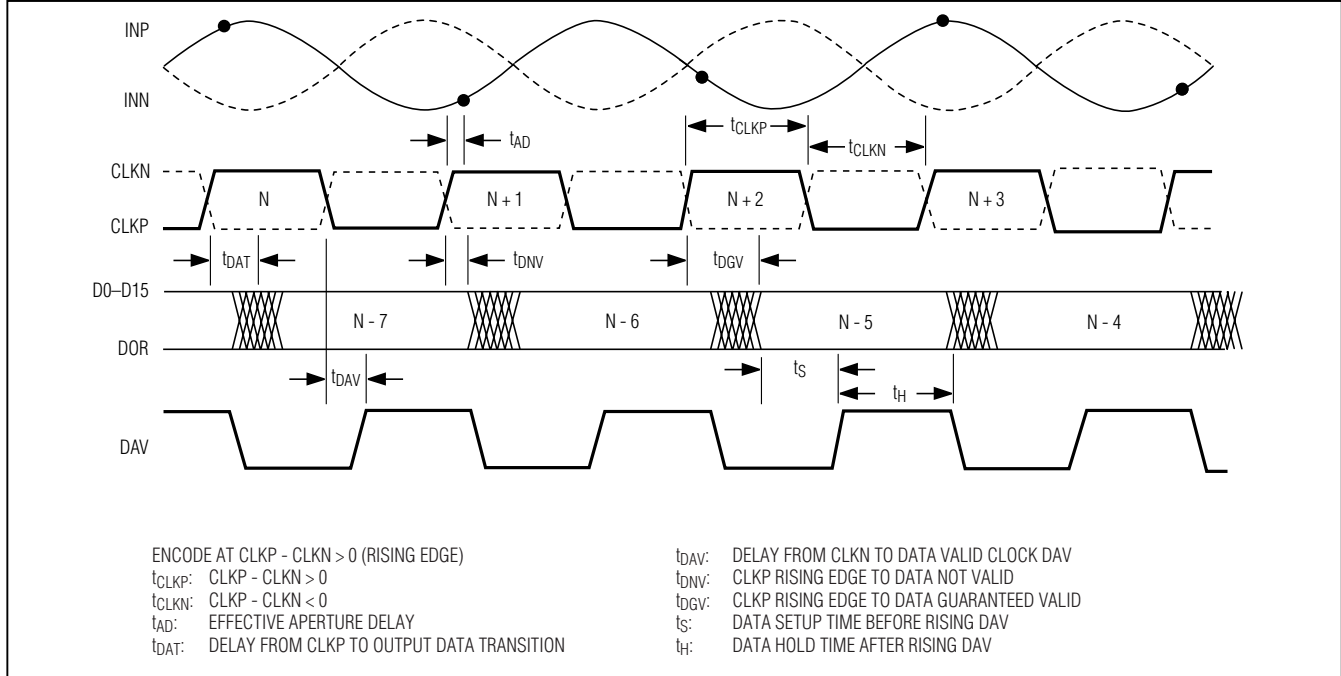 INP
INN
tAD
tCLKP
tCLKN
CLKN
CLKP
N
N + 1
N + 2
N + 3
tDAT
tDNV
tDGV
D0–D15
DOR
N - 7
N - 6
N - 5
N - 4
tDAV
tS
tH
DAV
ENCODE AT CLKP - CLKN > 0 (RISING EDGE)
tCLKP: CLKP - CLKN > 0
tCLKN: CLKP - CLKN < 0
tAD: EFFECTIVE APERTURE DELAY
tDAT: DELAY FROM CLKP TO OUTPUT DATA TRANSITION
tDAV: DELAY FROM CLKN TO DATA VALID CLOCK DAV
tDNV: CLKP RISING EDGE TO DATA NOT VALID
tDGV: CLKP RISING EDGE TO DATA GUARANTEED VALID
tS: DATA SETUP TIME BEFORE RISING DAV
tH: DATA HOLD TIME AFTER RISING DAV